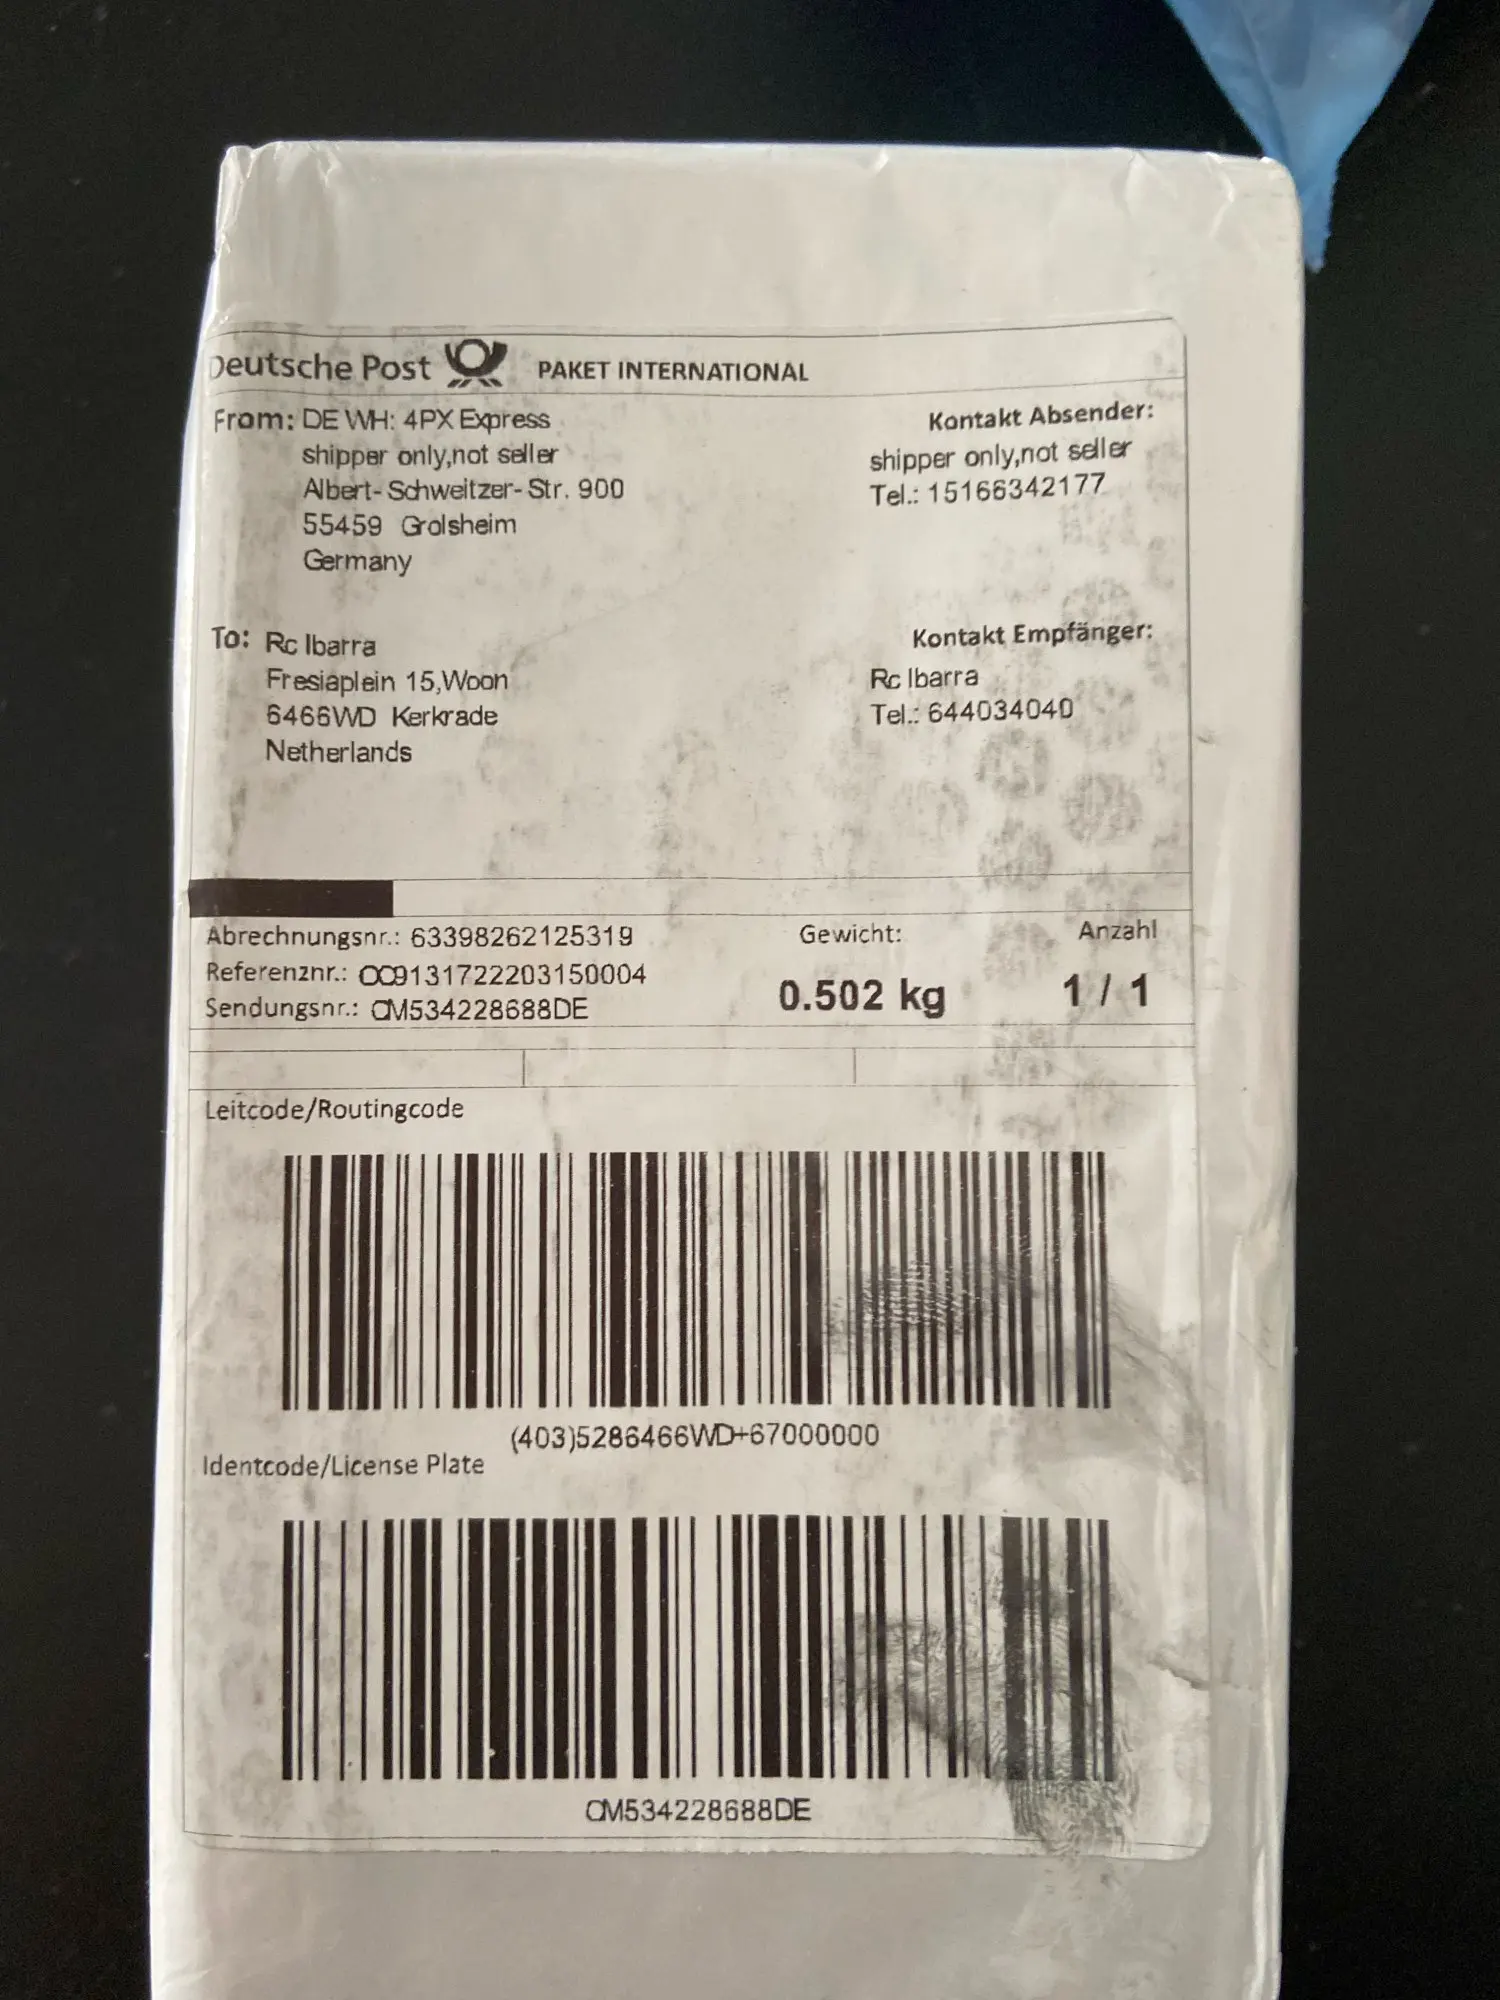 Deutsche Post PAKET INTERNATIONAL
From: DE WH: 4PX Express
shipper only,not seller
Albert-Schweitzer-Str. 900
55459 Grolsheim
Germany
Kontakt Absender:
shipper only,not seller
Tel.: 15166342177
To: Rc Ibarra
Fresiaplein 15,Woon
6466WD Kerkrade
Netherlands
Kontakt Empfänger:
Rc Ibarra
Tel.: 644034040
Abrechnungsnr.: 63398262125319
Referenznr.: OC9131722203150004
Sendungsnr.: CM534228688DE
Gewicht:
0.502 kg
Anzahl
1 / 1
Leitcode/Routingcode
(403)5286466WD+67000000
Identcode/License Plate
CM534228688DE